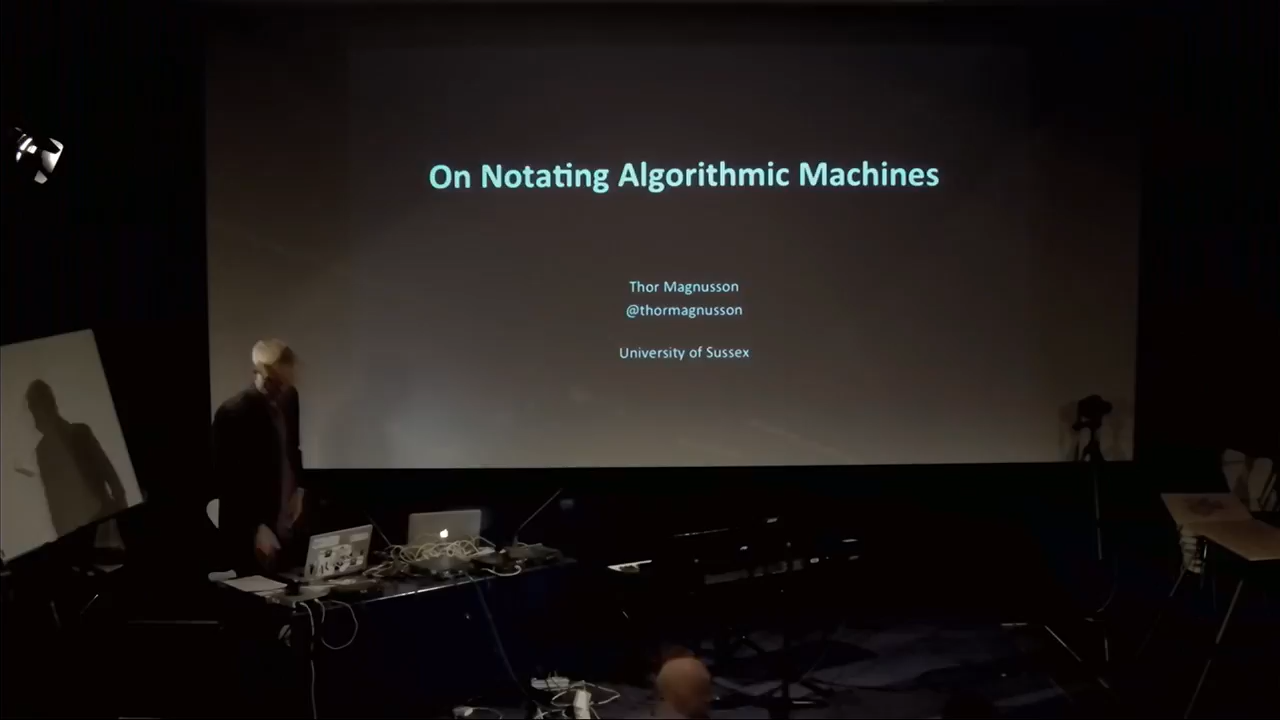 On Notating Algorithmic Machines
Thor Magnusson
@thormagnusson
University of Sussex